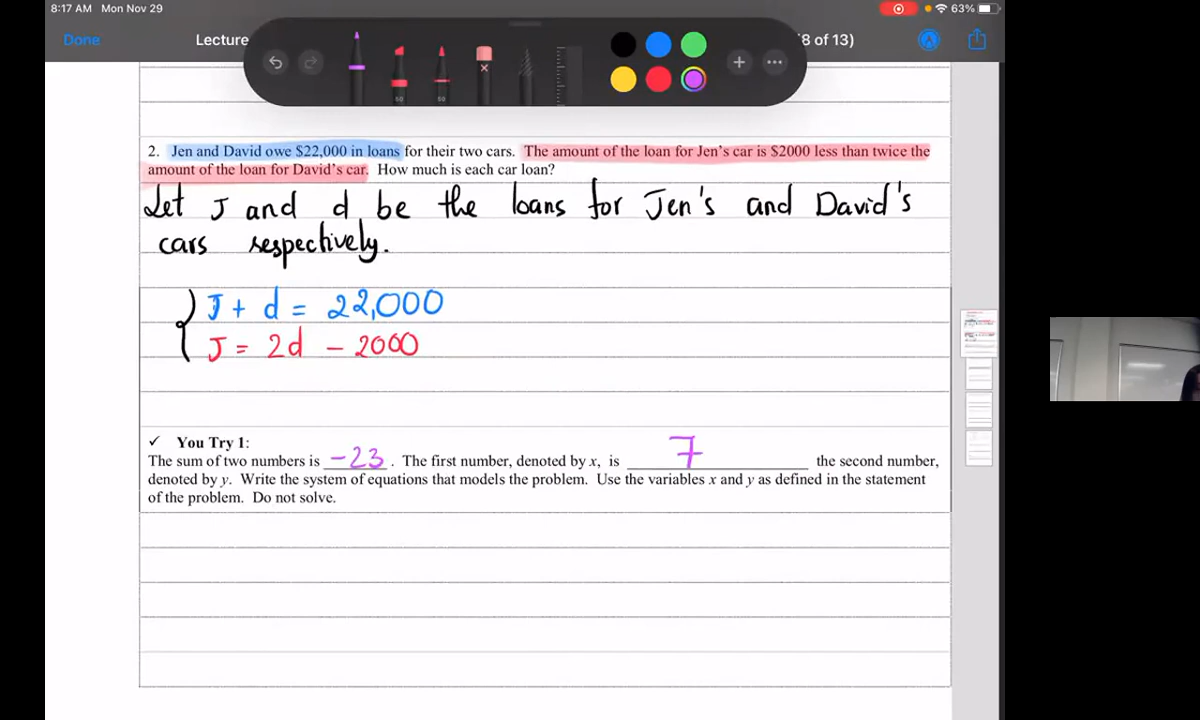 8:17 AM Mon Nov 29
63%
Done
Lecture
(8 of 13)
2. Jen and David owe $22,000 in loans for their two cars. The amount of the loan for Jen's car is $2000 less than twice the
amount of the loan for David's car. How much is each car loan?
Let J and d be the loans for Jen's and David's
cars respectively.
J + d = 22,000
J = 2d - 2000
✓ You Try 1:
The sum of two numbers is -23. The first number, denoted by x, is 7 the second number,
denoted by y. Write the system of equations that models the problem. Use the variables x and y as defined in the statement
of the problem. Do not solve.